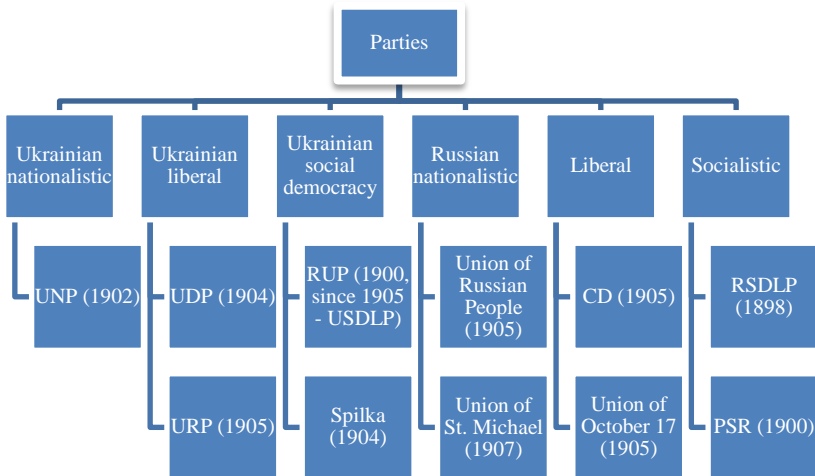 Parties
Ukrainian
nationalistic
Ukrainian
liberal
Ukrainian
social
democracy
Russian
nationalistic
Liberal
Socialistic
UNP (1902)
UDP (1904)
RUP (1900,
since 1905
- USDLP)
Union of
Russian
People
(1905)
CD (1905)
RSDLP
(1898)
URP (1905)
Spilka
(1904)
Union of
St. Michael
(1907)
Union of
October 17
(1905)
PSR (1900)